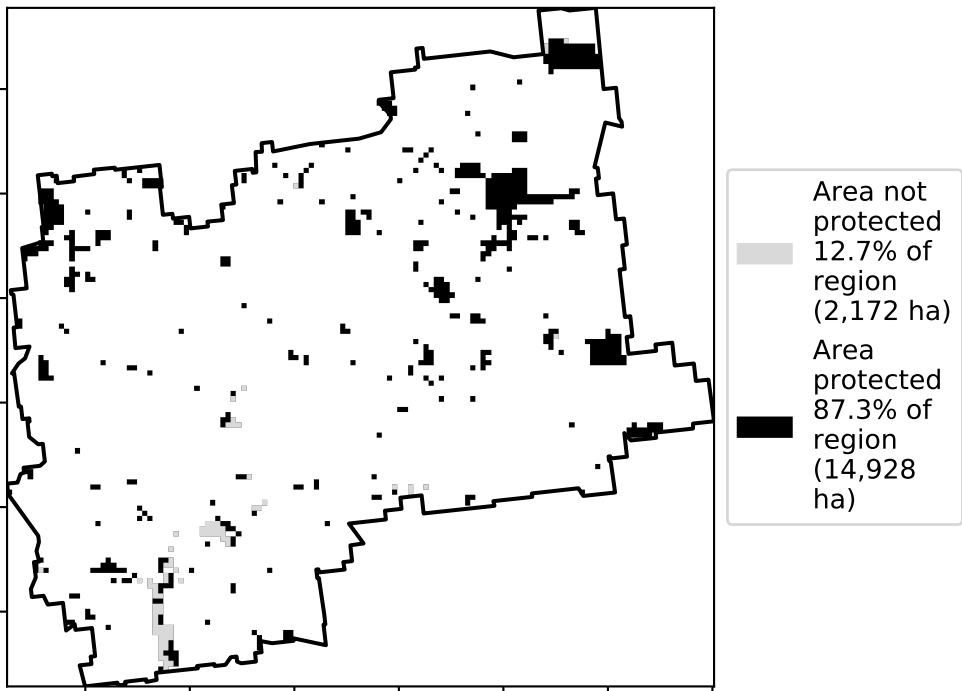 Area not
protected
12.7% of
region
(2,172 ha)
Area
protected
87.3% of
region
(14,928
ha)